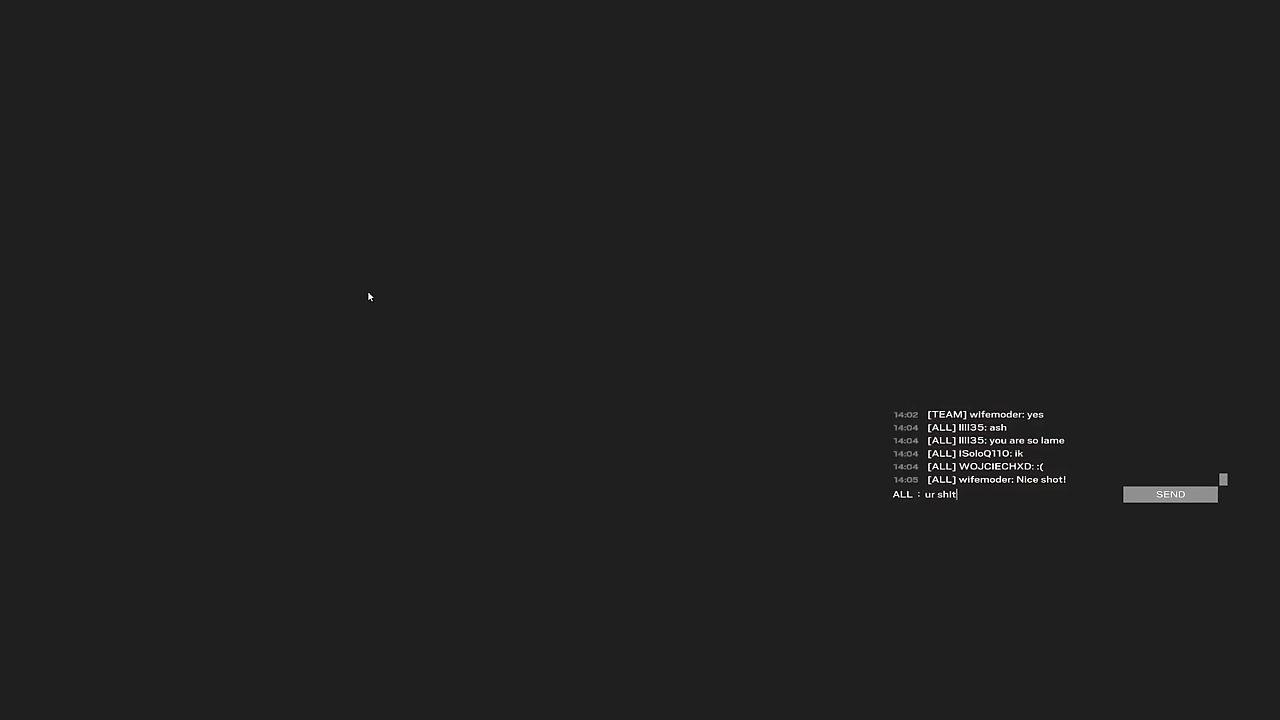 14:02 [TEAM] wifemoder: yes
14:04 [ALL] llll35: ash
14:04 [ALL] llll35: you are so lame
14:04 [ALL] lSoloQ110: ik
14:04 [ALL] WOJCIECHXD: :(
14:05 [ALL] wifemoder: Nice shot!
ALL : ur shit
SEND